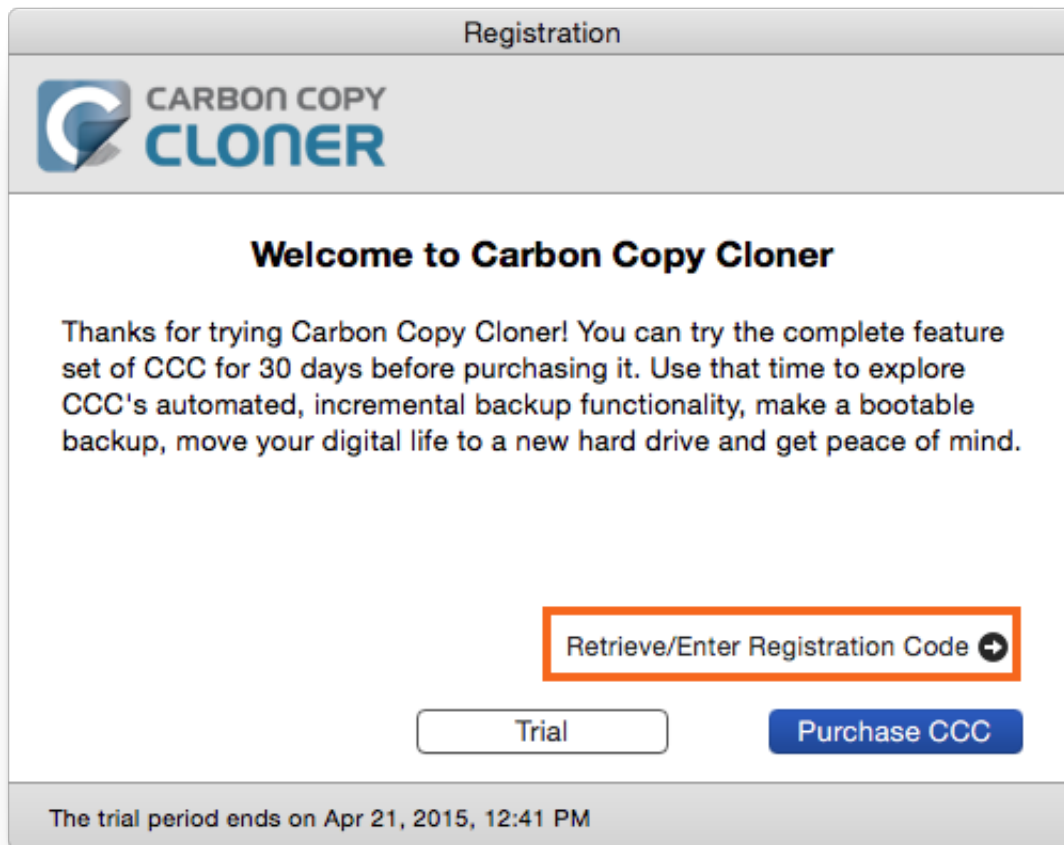 Registration
CARBON COPY
CLONER
Welcome to Carbon Copy Cloner
Thanks for trying Carbon Copy Cloner! You can try the complete feature
set of CCC for 30 days before purchasing it. Use that time to explore
CCC's automated, incremental backup functionality, make a bootable
backup, move your digital life to a new hard drive and get peace of mind.
Retrieve/Enter Registration Code
Trial
Purchase CCC
The trial period ends on Apr 21, 2015, 12:41 PM